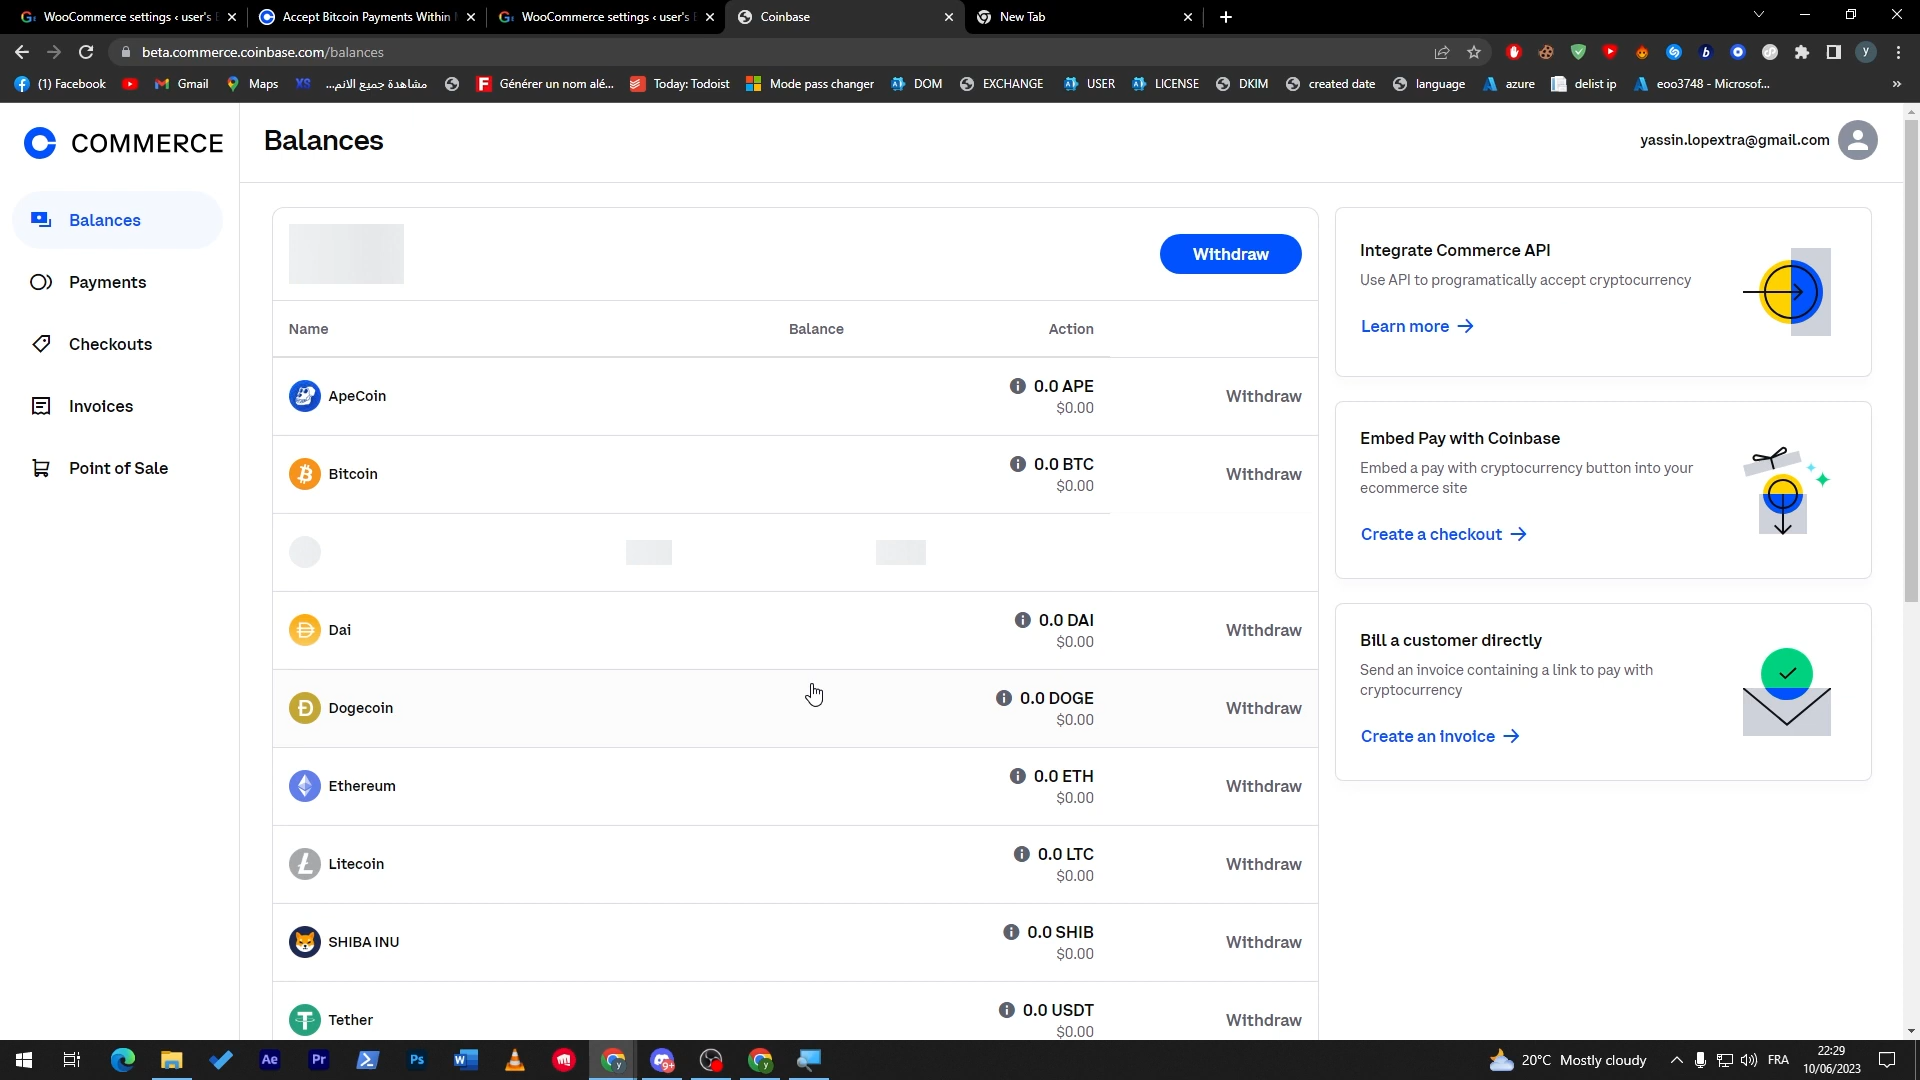 WooCommerce settings ‹ user's
Accept Bitcoin Payments Within
WooCommerce settings ‹ user's
Coinbase
New Tab
beta.commerce.coinbase.com/balances
(1) Facebook
Gmail
Maps
مشاهدة جميع الانم...
Générer un nom alé...
Today: Todoist
Mode pass changer
DOM
EXCHANGE
USER
LICENSE
DKIM
created date
language
azure
delist ip
eoo3748 - Microsof...
COMMERCE
Balances
yassin.lopextra@gmail.com
Balances
Payments
Checkouts
Invoices
Point of Sale
Withdraw
Name
Balance
Action
ApeCoin
0.0 APE
$0.00
Withdraw
Bitcoin
0.0 BTC
$0.00
Withdraw
Dai
0.0 DAI
$0.00
Withdraw
Dogecoin
0.0 DOGE
$0.00
Withdraw
Ethereum
0.0 ETH
$0.00
Withdraw
Litecoin
0.0 LTC
$0.00
Withdraw
SHIBA INU
0.0 SHIB
$0.00
Withdraw
Tether
0.0 USDT
$0.00
Withdraw
Integrate Commerce API
Use API to programatically accept cryptocurrency
Learn more
Embed Pay with Coinbase
Embed a pay with cryptocurrency button into your
ecommerce site
Create a checkout
Bill a customer directly
Send an invoice containing a link to pay with
cryptocurrency
Create an invoice
20°C Mostly cloudy
FRA
22:29
10/06/2023